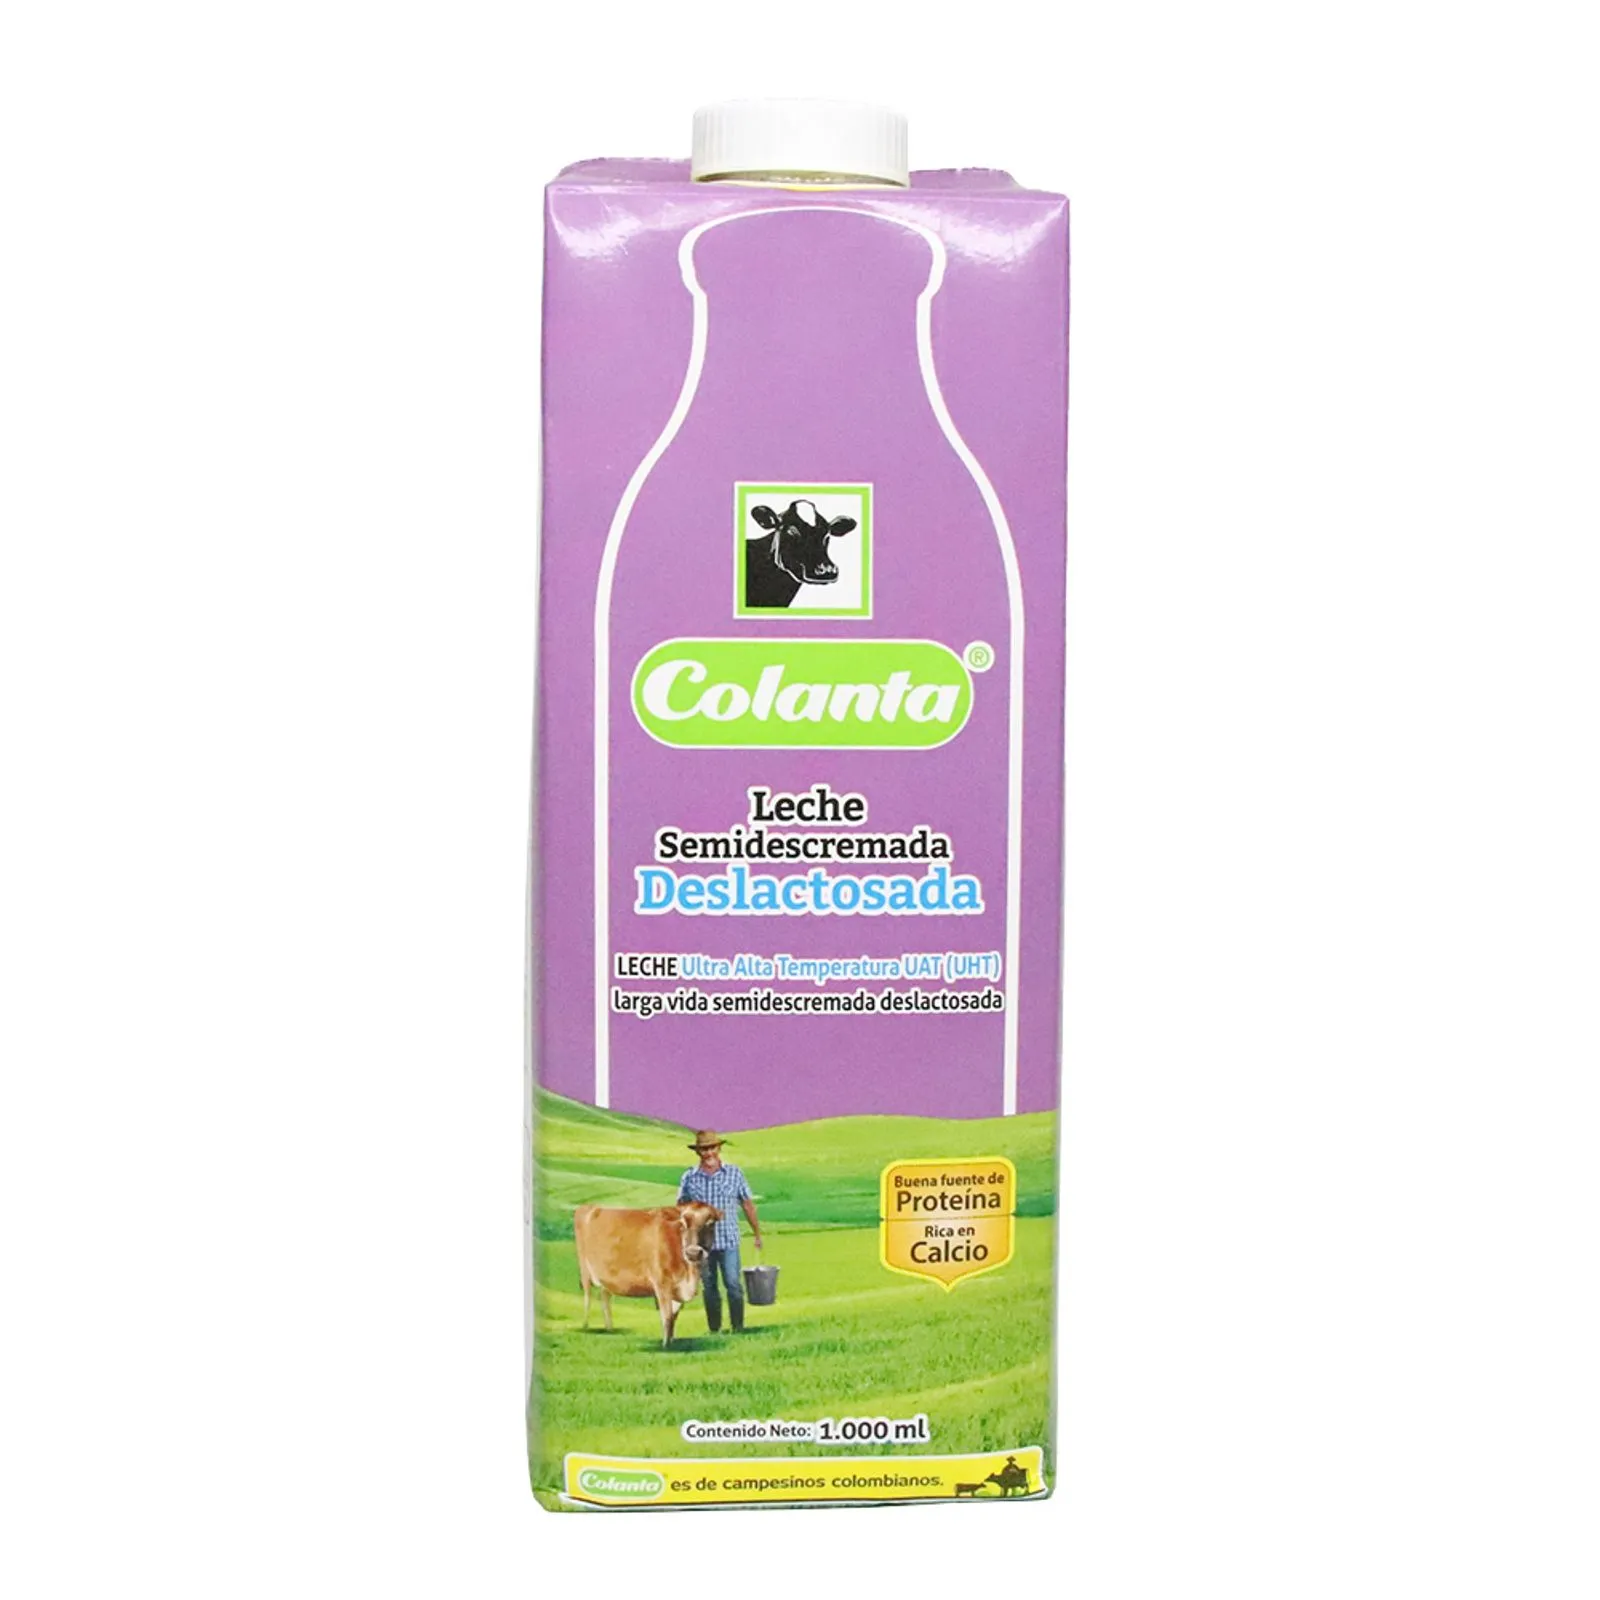 Colanta®
Leche
Semidescremada
Deslactosada
LECHE Ultra Alta Temperatura UAT (UHT)
larga vida semidescremada deslactosada
Buena fuente de
Proteína
Rica en
Calcio
Contenido Neto: 1.000 ml
Colanta® es de campesinos colombianos.